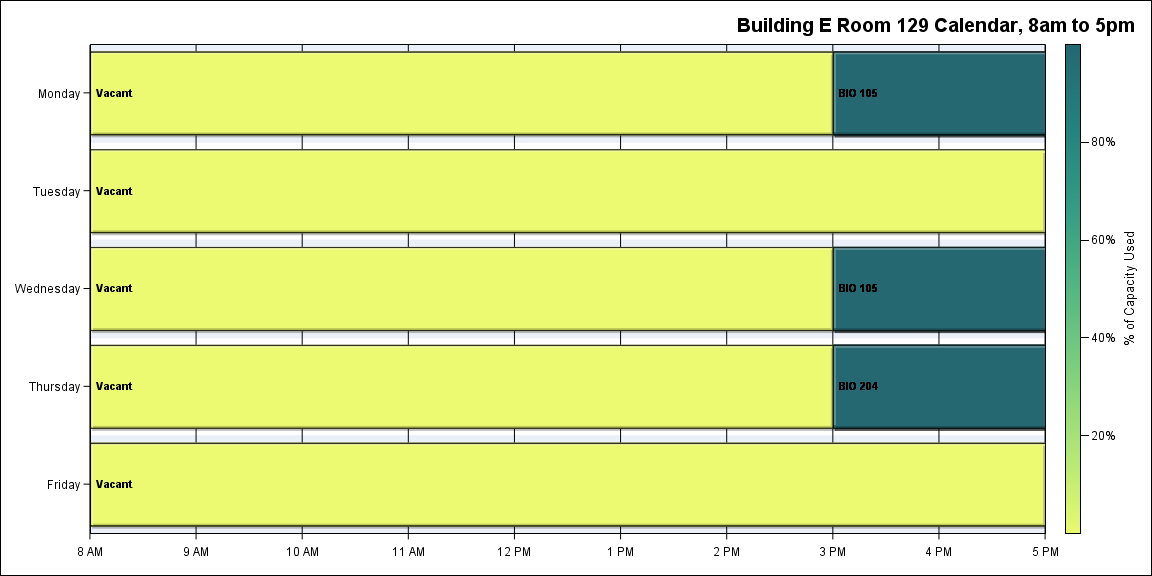 Building E Room 129 Calendar, 8am to 5pm
Monday
Vacant
BIO 105
Tuesday
Vacant
Wednesday
Vacant
BIO 105
Thursday
Vacant
BIO 204
Friday
Vacant
8 AM
9 AM
10 AM
11 AM
12 PM
1 PM
2 PM
3 PM
4 PM
5 PM
80%
60%
40%
20%
% of Capacity Used